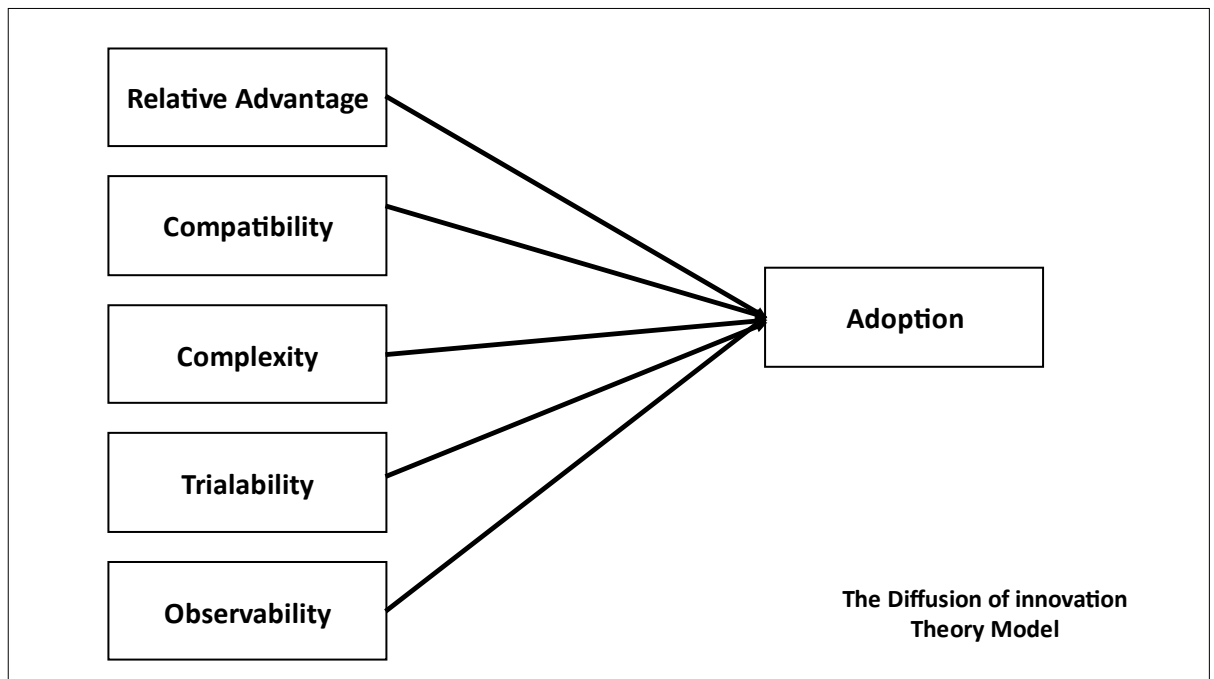 Relative Advantage
Compatibility
Complexity
Trialability
Observability
Adoption
The Diffusion of innovation
Theory Model